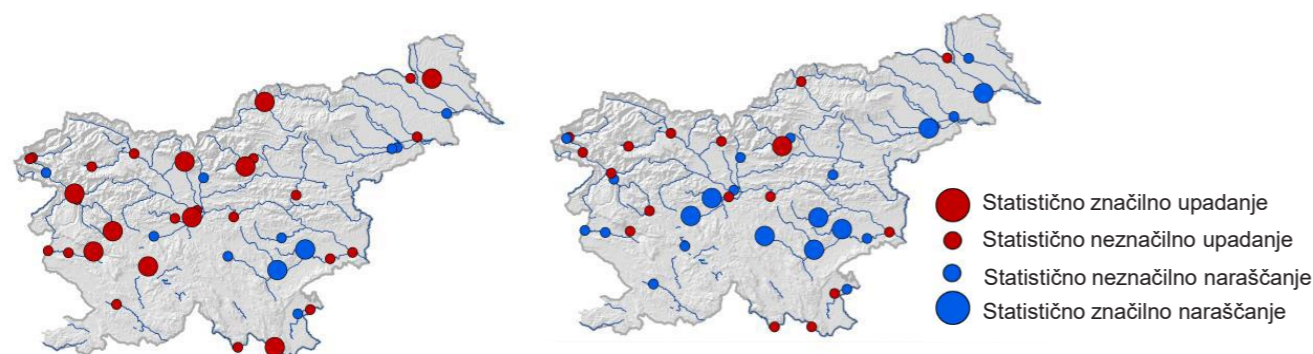 Statistično značilno upadanje
Statistično neznačilno upadanje
Statistično neznačilno naraščanje
Statistično značilno naraščanje